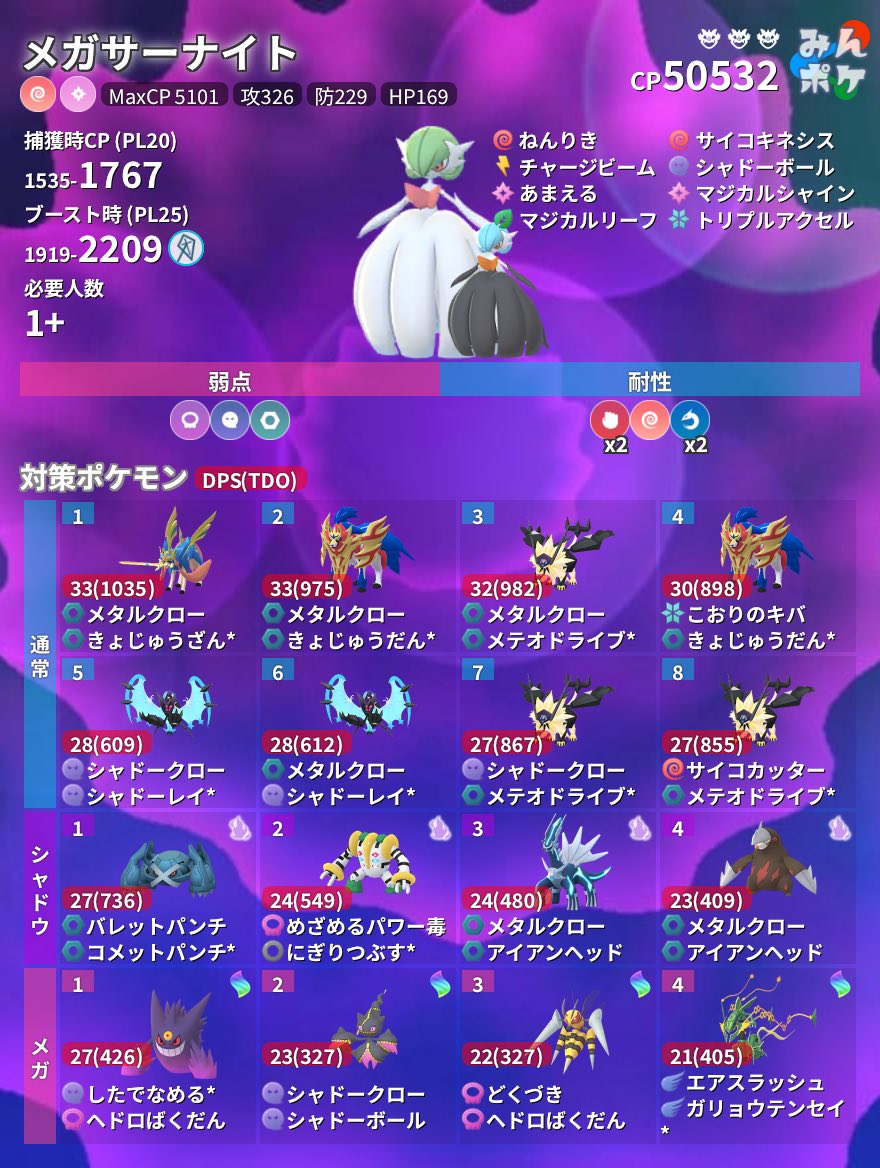 メガサーナイト
MaxCP 5101 攻326 防229 HP169
CP50532
みんポケ
捕獲時CP (PL20)
1535-1767
ブースト時 (PL25)
1919-2209
必要人数
1+
ねんりき
チャージビーム
あまえる
マジカルリーフ
サイコキネシス
シャドーボール
マジカルシャイン
トリプルアクセル
弱点
耐性
x2
x2
対策ポケモン DPS(TDO)
通常
1
33(1035)
メタルクロー
きょじゅうざん*
2
33(975)
メタルクロー
きょじゅうだん*
3
32(982)
メタルクロー
メテオドライブ*
4
30(898)
こおりのキバ
きょじゅうだん*
5
28(609)
シャドークロー
シャドーレイ*
6
28(612)
メタルクロー
シャドーレイ*
7
27(867)
シャドークロー
メテオドライブ*
8
27(855)
サイコカッター
メテオドライブ*
シャドウ
1
27(736)
バレットパンチ
コメットパンチ*
2
24(549)
めざめるパワー毒
にぎりつぶす*
3
24(480)
メタルクロー
アイアンヘッド
4
23(409)
メタルクロー
アイアンヘッド
メガ
1
27(426)
したでなめる*
ヘドロばくだん
2
23(327)
シャドークロー
シャドーボール
3
22(327)
どくづき
ヘドロばくだん
4
21(405)
エアスラッシュ
ガリョウテンセイ
*